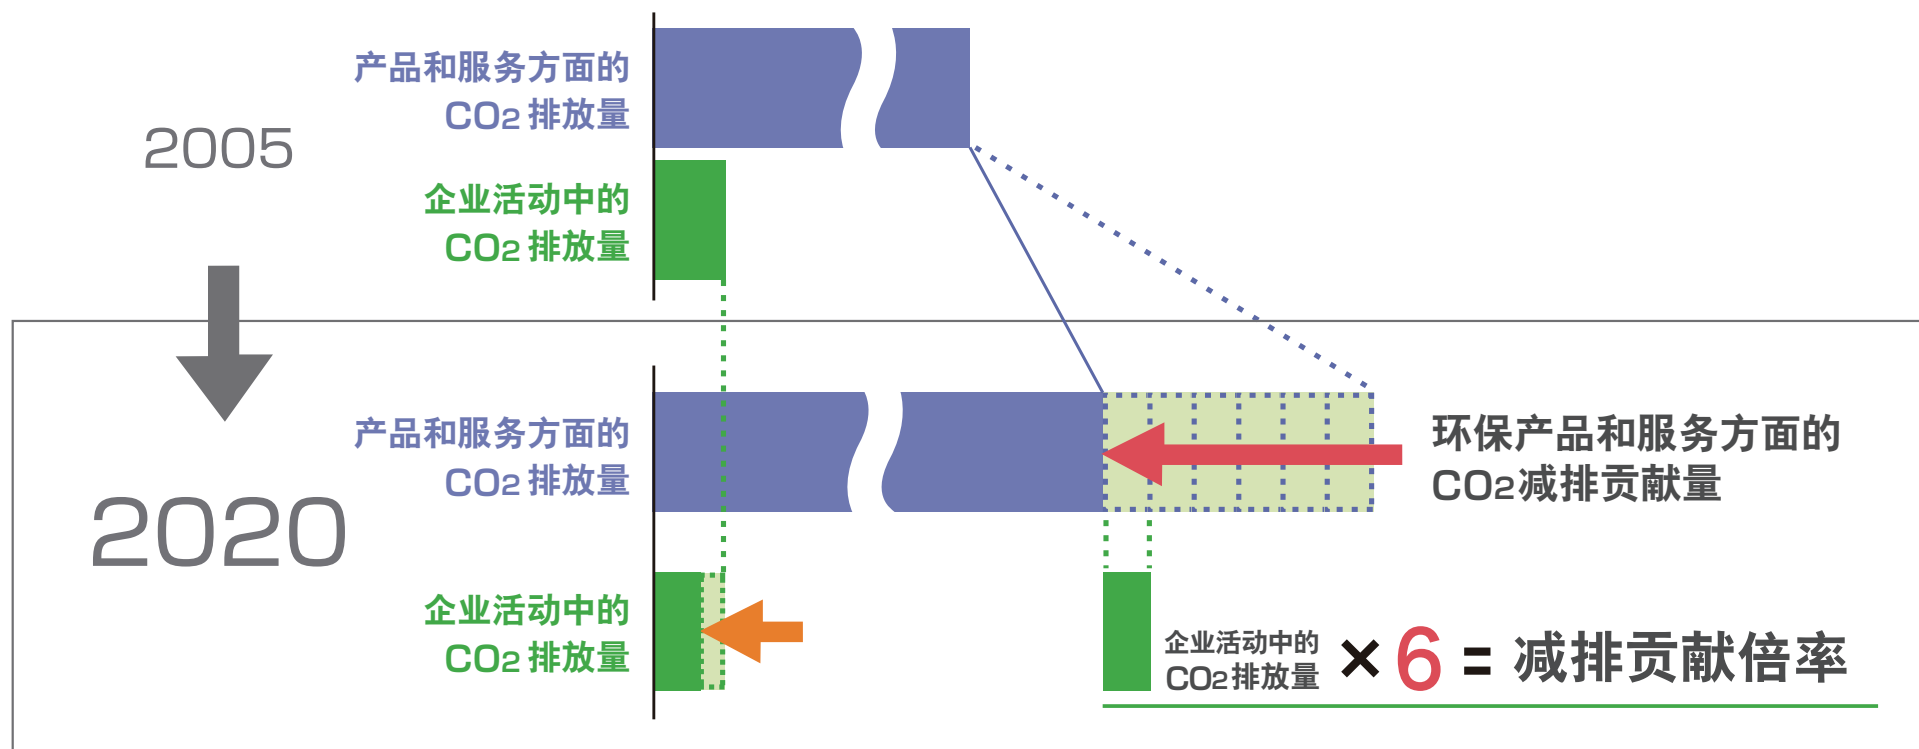 2005
产品和服务方面的
CO2 排放量
企业活动中的
CO2 排放量
2020
产品和服务方面的
CO2 排放量
环保产品和服务方面的
CO2减排贡献量
企业活动中的
CO2 排放量
企业活动中的
CO2 排放量
×6=减排贡献倍率